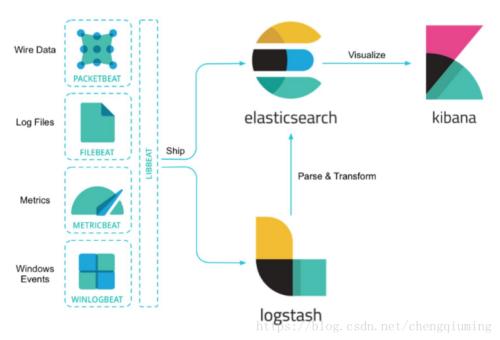 Wire Data
PACKETBEAT
Log Files
FILEBEAT
Metrics
METRICBEAT
Windows
Events
WINLOGBEAT
LIBBEAT
Ship
elasticsearch
Visualize
kibana
Parse & Transform
logstash
https://blog.csdn.net/chengqiuming